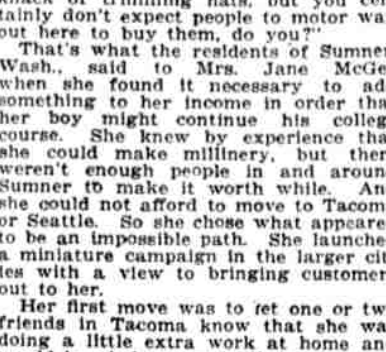 knack of trimming hats, but you cer
tainly don't expect people to motor wa
out here to buy them, do you?"
That's what the residents of Sumner
Wash., said to Mrs. Jane McGe
when she found it necessary to ad
something to her income in order tha
her boy might continue his colleg
course. She knew by experience tha
she could make millinery, but ther
weren't enough people in and aroun
Sumner to make it worth while. An
she could not afford to move to Tacom
or Seattle. So she chose what appeare
to be an impossible path. She launche
a miniature campaign in the larger cit
ies with a view to bringing customer
out to her.
Her first move was to let one or tw
friends in Tacoma know that she wa
doing a little extra work at home an